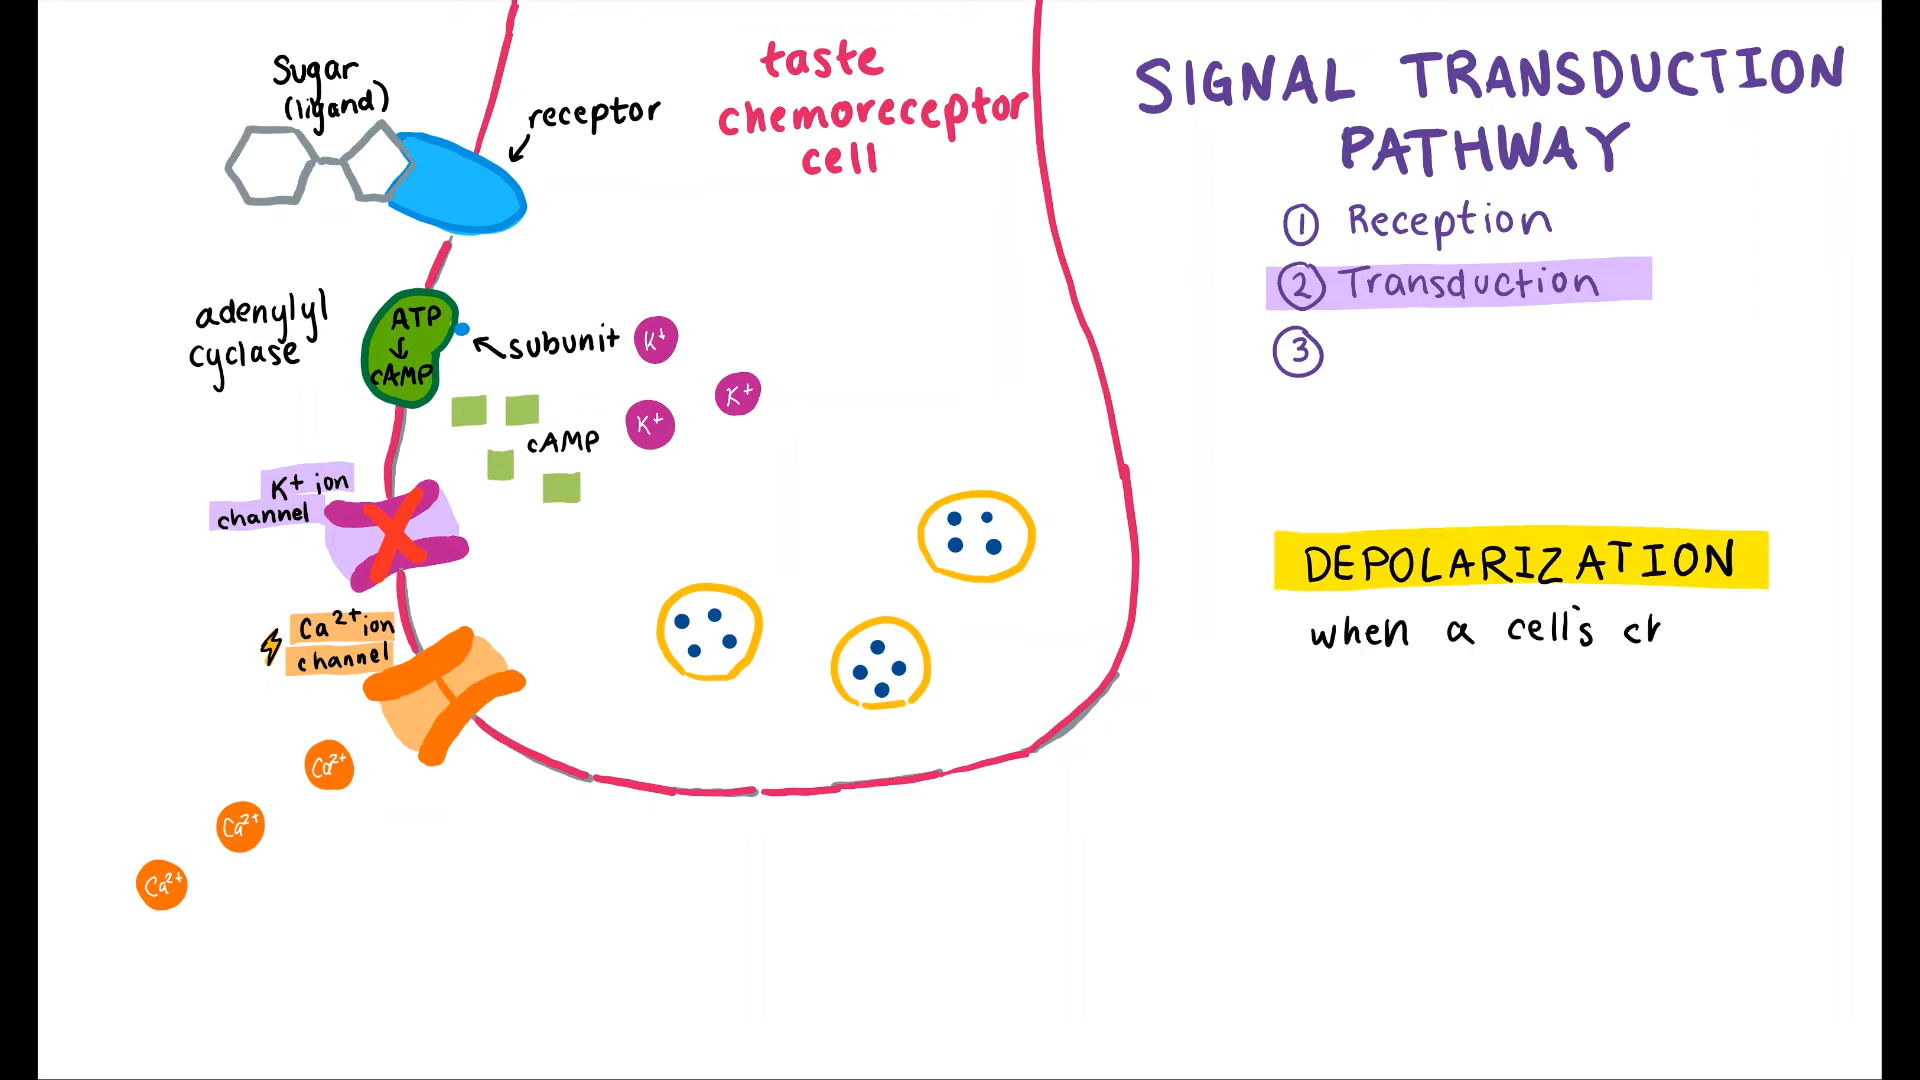 Sugar
(ligand)
receptor
taste
chemoreceptor
cell
adenylyl
cyclase
ATP
cAMP
subunit
K+
K+
K+
cAMP
K+ ion
channel
Ca2+ ion
channel
Ca2+
Ca2+
Ca2+
SIGNAL TRANSDUCTION
PATHWAY
1 Reception
2 Transduction
3
DEPOLARIZATION
when a cell's ch